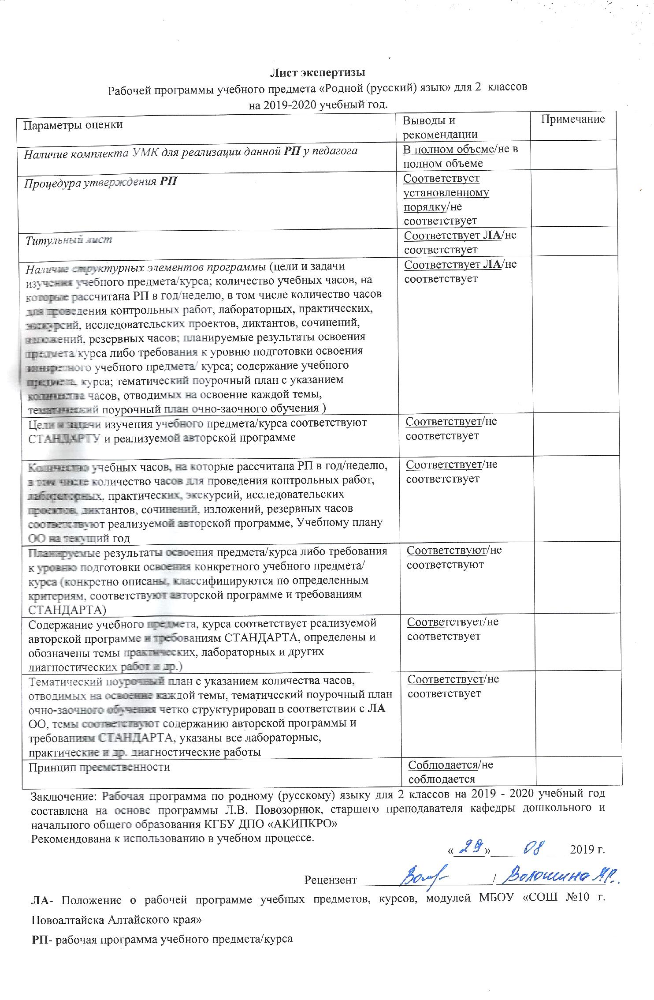 Лист экспертизы
Рабочей программы учебного предмета «Родной (русский) язык» для 2 классов
на 2019-2020 учебный год.
Параметры оценки
Выводы и
рекомендации
Примечание
Наличие комплекта УМК для реализации данной РП у педагога
В полном объеме/не в
полном объеме
Процедура утверждения РП
Соответствует
установленному
порядку/не
соответствует
Титульный лист
Соответствует ЛА/не
соответствует
Наличие структурных элементов программы (цели и задачи
изучения учебного предмета/курса; количество учебных часов, на
которые рассчитана РП в год/неделю, в том числе количество часов
для проведения контрольных работ, лабораторных, практических,
экскурсий, исследовательских проектов, диктантов, сочинений,
изложений, резервных часов; планируемые результаты освоения
предмета/курса либо требования к уровню подготовки освоения
конкретного учебного предмета/ курса; содержание учебного
предмета, курса; тематический поурочный план с указанием
количества часов, отводимых на освоение каждой темы,
тематический поурочный план очно-заочного обучения )
Соответствует ЛА/не
соответствует
Цели и задачи изучения учебного предмета/курса соответствуют
СТАНДАРТУ и реализуемой авторской программе
Соответствует/не
соответствует
Количество учебных часов, на которые рассчитана РП в год/неделю,
в том числе количество часов для проведения контрольных работ,
лабораторных, практических, экскурсий, исследовательских
проектов, диктантов, сочинений, изложений, резервных часов
соответствуют реализуемой авторской программе, Учебному плану
ОО на текущий год
Соответствует/не
соответствует
Планируемые результаты освоения предмета/курса либо требования
к уровню подготовки освоения конкретного учебного предмета/
курса (конкретно описаны, классифицируются по определенным
критериям, соответствуют авторской программе и требованиям
СТАНДАРТА)
Соответствуют/не
соответствуют
Содержание учебного предмета, курса соответствует реализуемой
авторской программе и требованиям СТАНДАРТА, определены и
обозначены темы практических, лабораторных и других
диагностических работ и др.)
Соответствует/не
соответствует
Тематический поурочный план с указанием количества часов,
отводимых на освоение каждой темы, тематический поурочный план
очно-заочного обучения четко структурирован в соответствии с ЛА
ОО, темы соответствуют содержанию авторской программы и
требованиям СТАНДАРТА, указаны все лабораторные,
практические и др. диагностические работы
Соответствует/не
соответствует
Принцип преемственности
Соблюдается/не
соблюдается
Заключение: Рабочая программа по родному (русскому) языку для 2 классов на 2019 - 2020 учебный год
составлена на основе программы Л.В. Повозорнюк, старшего преподавателя кафедры дошкольного и
начального общего образования КГБУ ДПО «АКИПКРО»
Рекомендована к использованию в учебном процессе.
«29» 08 2019 г.
Рецензент / Волошина
ЛА- Положение о рабочей программе учебных предметов, курсов, модулей МБОУ «СОШ №10 г.
Новоалтайска Алтайского края»
РП- рабочая программа учебного предмета/курса